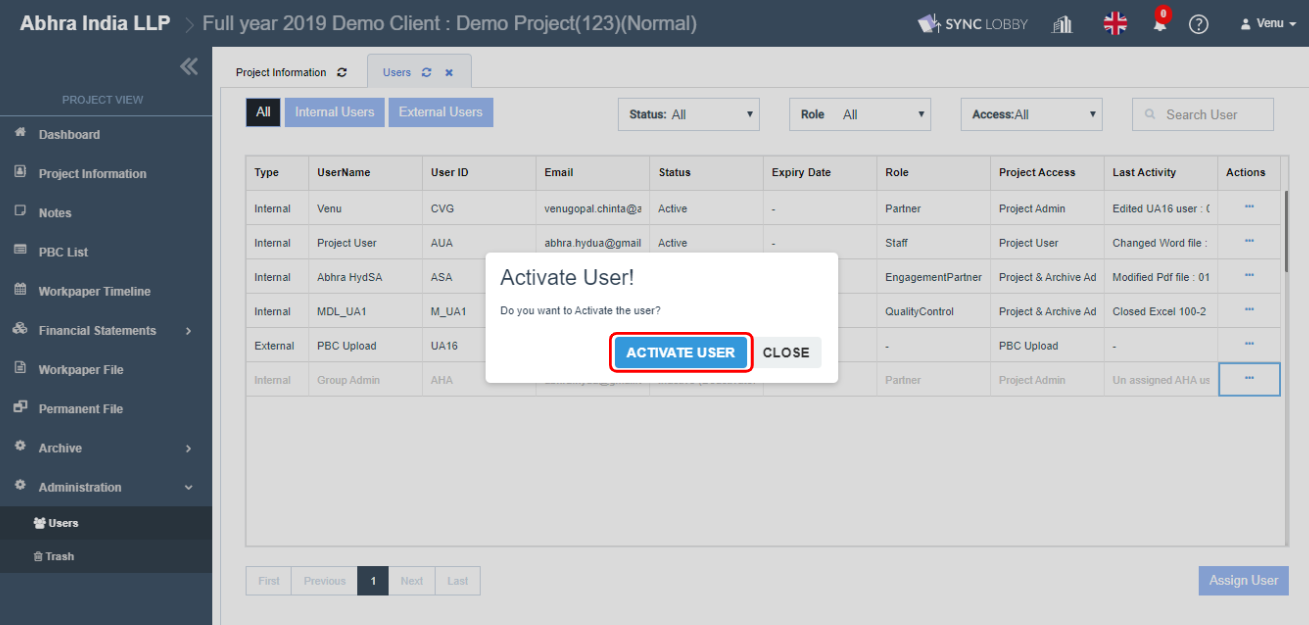 Abhra India LLP > Full year 2019 Demo Client : Demo Project(123)(Normal) SYNC LOBBY 0 Venu
PROJECT VIEW
Dashboard
Project Information
Notes
PBC List
Workpaper Timeline
Financial Statements
Workpaper File
Permanent File
Archive
Administration
Users
Trash
Project Information Users
All Internal Users External Users Status: All Role All Access:All Search User
Type UserName User ID Email Status Expiry Date Role Project Access Last Activity Actions
Internal Venu CVG venugopal.chinta@a Active - Partner Project Admin Edited UA16 user : 0
Internal Project User AUA abhra.hydua@gmail Active - Staff Project User Changed Word file :
Internal Abhra HydSA ASA EngagementPartner Project & Archive Ad Modified Pdf file : 01
Internal MDL_UA1 M_UA1 QualityControl Project & Archive Ad Closed Excel 100-2
External PBC Upload UA16 - PBC Upload -
Internal Group Admin AHA Partner Project Admin Un assigned AHA us
Activate User!
Do you want to Activate the user?
ACTIVATE USER CLOSE
First Previous 1 Next Last Assign User